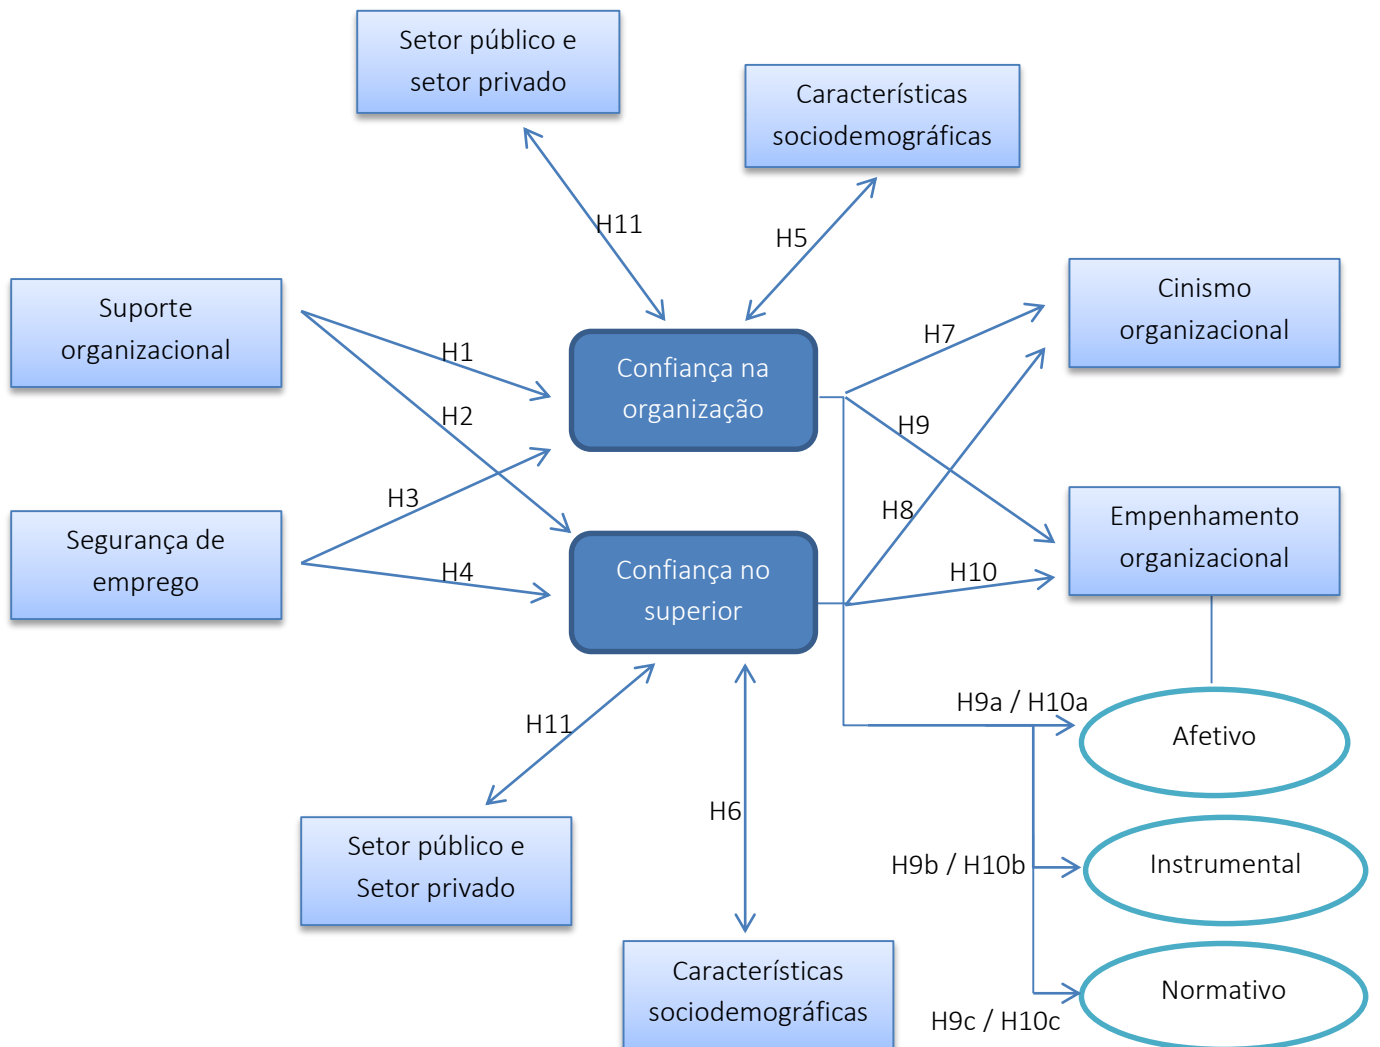 Setor público e
setor privado
Características
sociodemográficas
H11
H5
Suporte
organizacional
Cinismo
organizacional
H1
Confiança na
organização
H7
H2
H9
H3
H8
Segurança de
emprego
Empenhamento
organizacional
H4
Confiança no
superior
H10
H9a / H10a
H11
Afetivo
H6
Setor público e
Setor privado
H9b / H10b
Instrumental
Características
sociodemográficas
Normativo
H9c / H10c